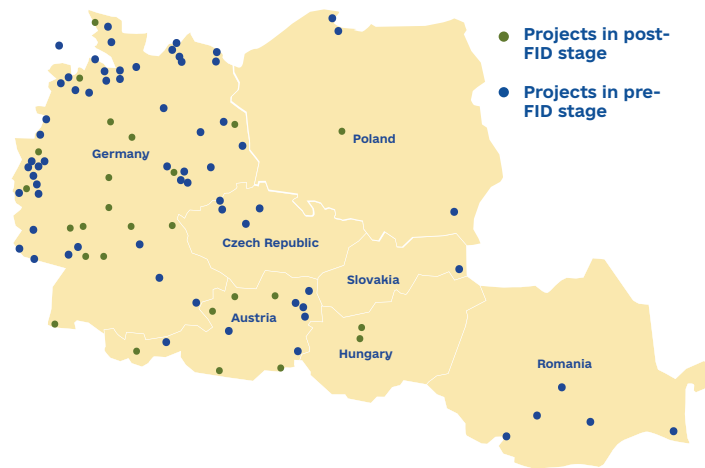 Projects in post-
FID stage
Projects in pre-
FID stage
Poland
Germany
Czech Republic
Slovakia
Austria
Hungary
Romania